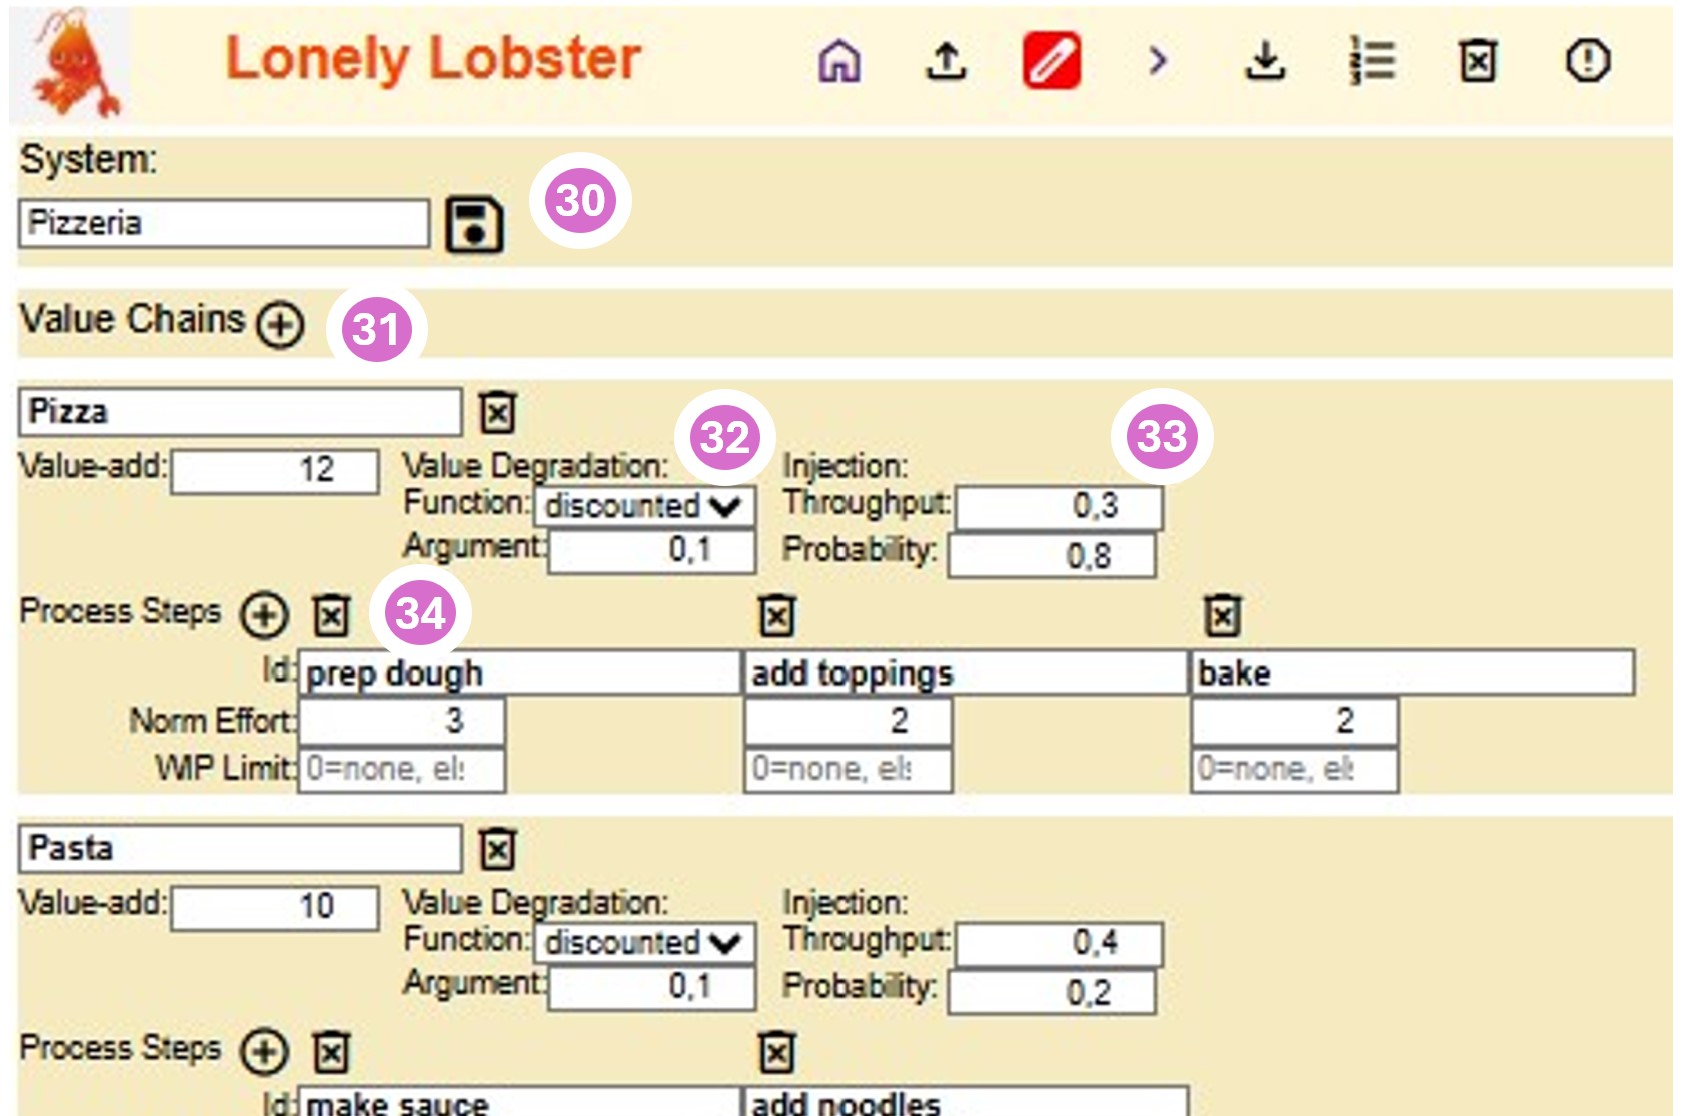 Lonely Lobster
System:
30
Pizzeria
Value Chains 31
Pizza
32 33
Value-add: 12 Value Degradation: Injection:
Function: discounted Throughput: 0,3
Argument: 0,1 Probability: 0,8
Process Steps 34
Id: prep dough add toppings bake
Norm Effort: 3 2 2
WIP Limit: 0=none, 0=none, 0=none,
Pasta
Value-add: 10 Value Degradation: Injection:
Function: discounted Throughput: 0,4
Argument: 0,1 Probability: 0,2
Process Steps
Id: make sauce add noodles